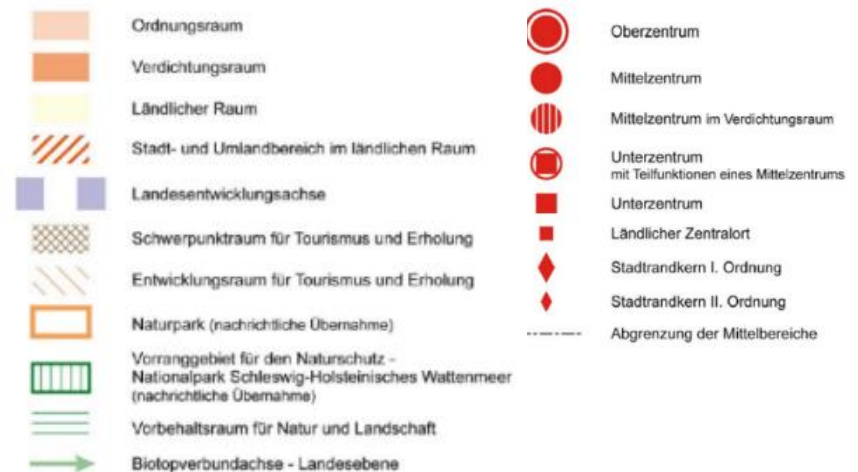 Ordnungsraum
Verdichtungsraum
Ländlicher Raum
Stadt- und Umlandbereich im ländlichen Raum
Landesentwicklungsachse
Schwerpunktraum für Tourismus und Erholung
Entwicklungsraum für Tourismus und Erholung
Naturpark (nachrichtliche Übernahme)
Vorranggebiet für den Naturschutz -
Nationalpark Schleswig-Holsteinisches Wattenmeer
(nachrichtliche Übernahme)
Vorbehaltsraum für Natur und Landschaft
Biotopverbundachse - Landesebene
Oberzentrum
Mittelzentrum
Mittelzentrum im Verdichtungsraum
Unterzentrum
mit Teilfunktionen eines Mittelzentrums
Unterzentrum
Ländlicher Zentralort
Stadtrandkern I. Ordnung
Stadtrandkern II. Ordnung
Abgrenzung der Mittelbereiche